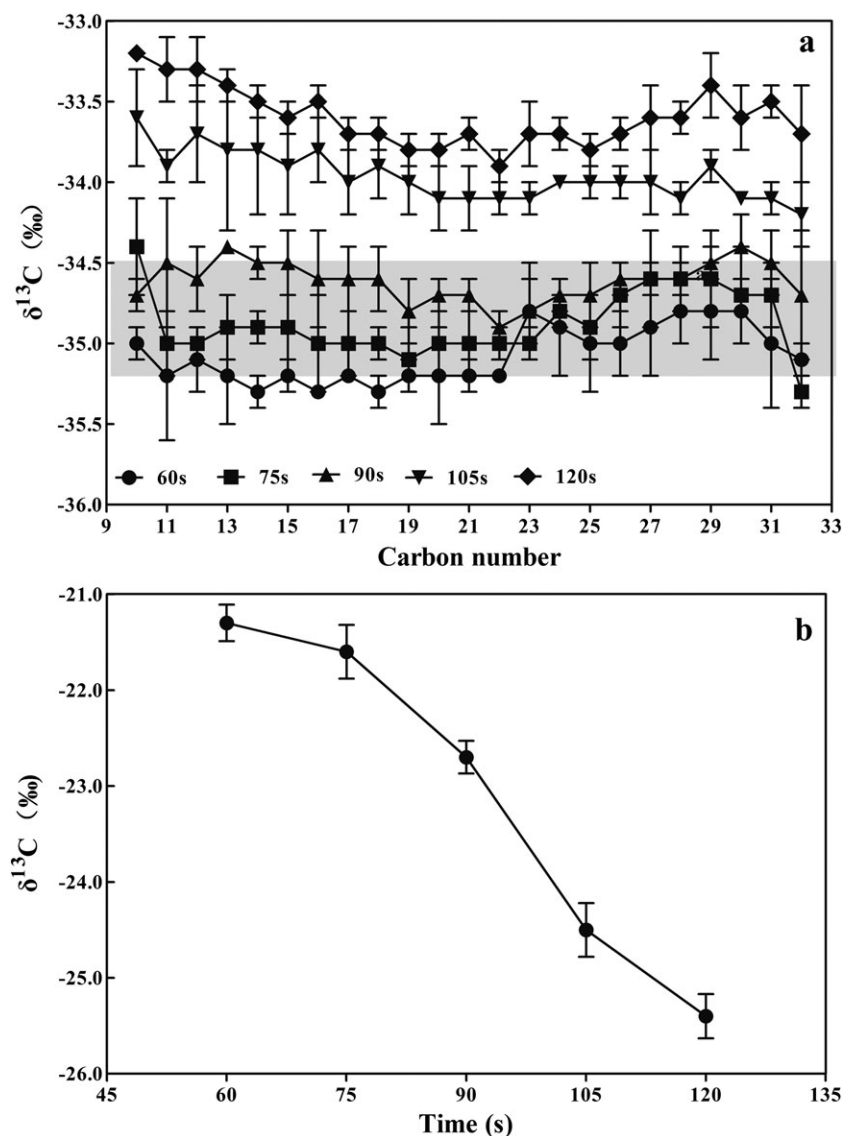 a
-33.0
-33.5
-34.0
-34.5
-35.0
-35.5
-36.0
δ¹³C (‰)
60s 75s 90s 105s 120s
9 11 13 15 17 19 21 23 25 27 29 31 33
Carbon number
b
-21.0
-22.0
-23.0
-24.0
-25.0
-26.0
δ¹³C (‰)
45 60 75 90 105 120 135
Time (s)